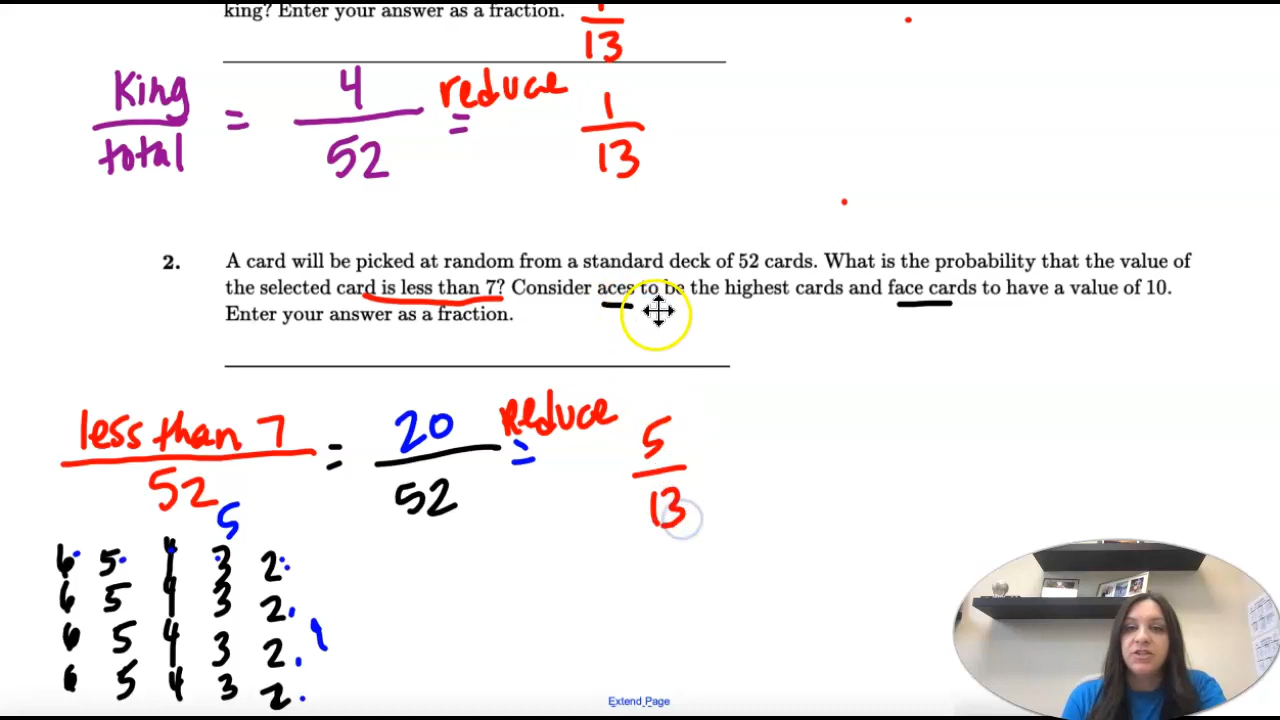 king? Enter your answer as a fraction.
1
13
King = 4 = reduce 1
total 52 13
2. A card will be picked at random from a standard deck of 52 cards. What is the probability that the value of
the selected card is less than 7? Consider aces to be the highest cards and face cards to have a value of 10.
Enter your answer as a fraction.
less than 7 = 20 = reduce 5
52 52 13
5
6 5 4 3 2
6 5 4 3 2
6 5 4 3 2
6 5 4 3 2
Extend Page